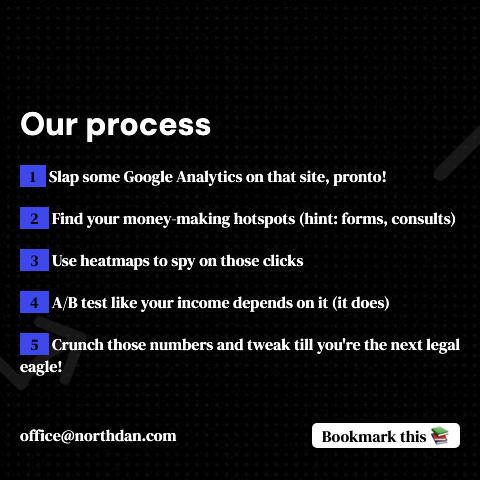 Our process
1 Slap some Google Analytics on that site, pronto!
2 Find your money-making hotspots (hint: forms, consults)
3 Use heatmaps to spy on those clicks
4 A/B test like your income depends on it (it does)
5 Crunch those numbers and tweak till you're the next legal
eagle!
office@northdan.com
Bookmark this 📚